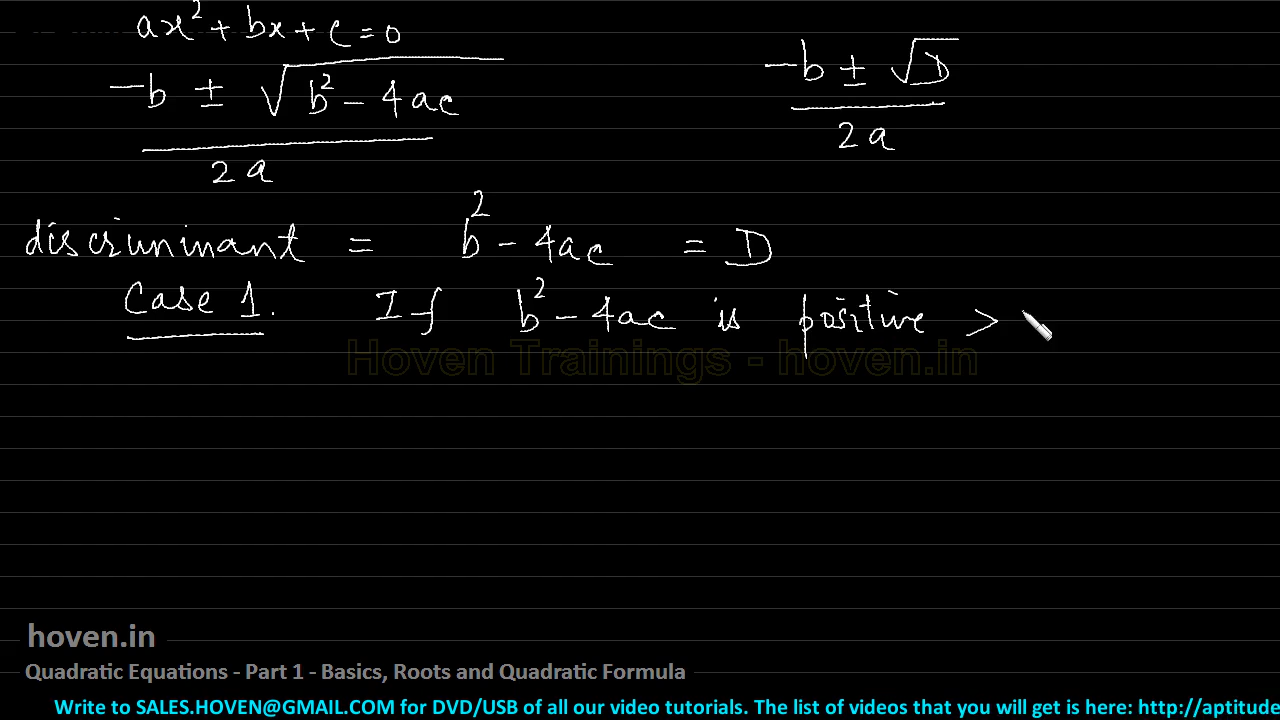 ax² + bx + c = 0
-b ± √b² - 4ac
2a
-b ± √D
2a
discriminant = b² - 4ac = D
Case 1. If b² - 4ac is positive >
Hoven Trainings - hoven.in
hoven.in
Quadratic Equations - Part 1 - Basics, Roots and Quadratic Formula
Write to SALES.HOVEN@GMAIL.COM for DVD/USB of all our video tutorials. The list of videos that you will get is here: http://aptitude